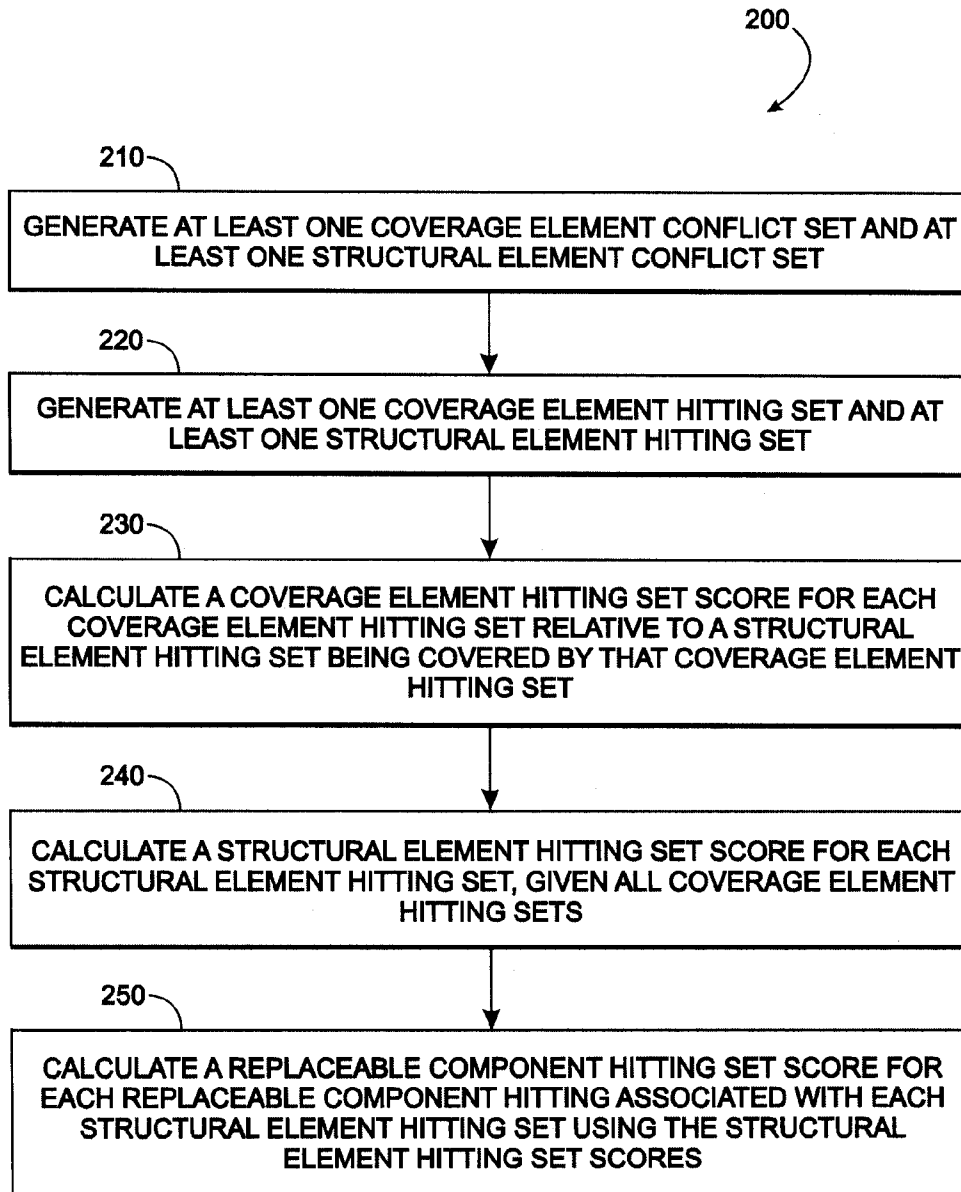 200
210
GENERATE AT LEAST ONE COVERAGE ELEMENT CONFLICT SET AND AT
LEAST ONE STRUCTURAL ELEMENT CONFLICT SET
220
GENERATE AT LEAST ONE COVERAGE ELEMENT HITTING SET AND AT
LEAST ONE STRUCTURAL ELEMENT HITTING SET
230
CALCULATE A COVERAGE ELEMENT HITTING SET SCORE FOR EACH
COVERAGE ELEMENT HITTING SET RELATIVE TO A STRUCTURAL
ELEMENT HITTING SET BEING COVERED BY THAT COVERAGE ELEMENT
HITTING SET
240
CALCULATE A STRUCTURAL ELEMENT HITTING SET SCORE FOR EACH
STRUCTURAL ELEMENT HITTING SET, GIVEN ALL COVERAGE ELEMENT
HITTING SETS
250
CALCULATE A REPLACEABLE COMPONENT HITTING SET SCORE FOR
EACH REPLACEABLE COMPONENT HITTING ASSOCIATED WITH EACH
STRUCTURAL ELEMENT HITTING SET USING THE STRUCTURAL
ELEMENT HITTING SET SCORES